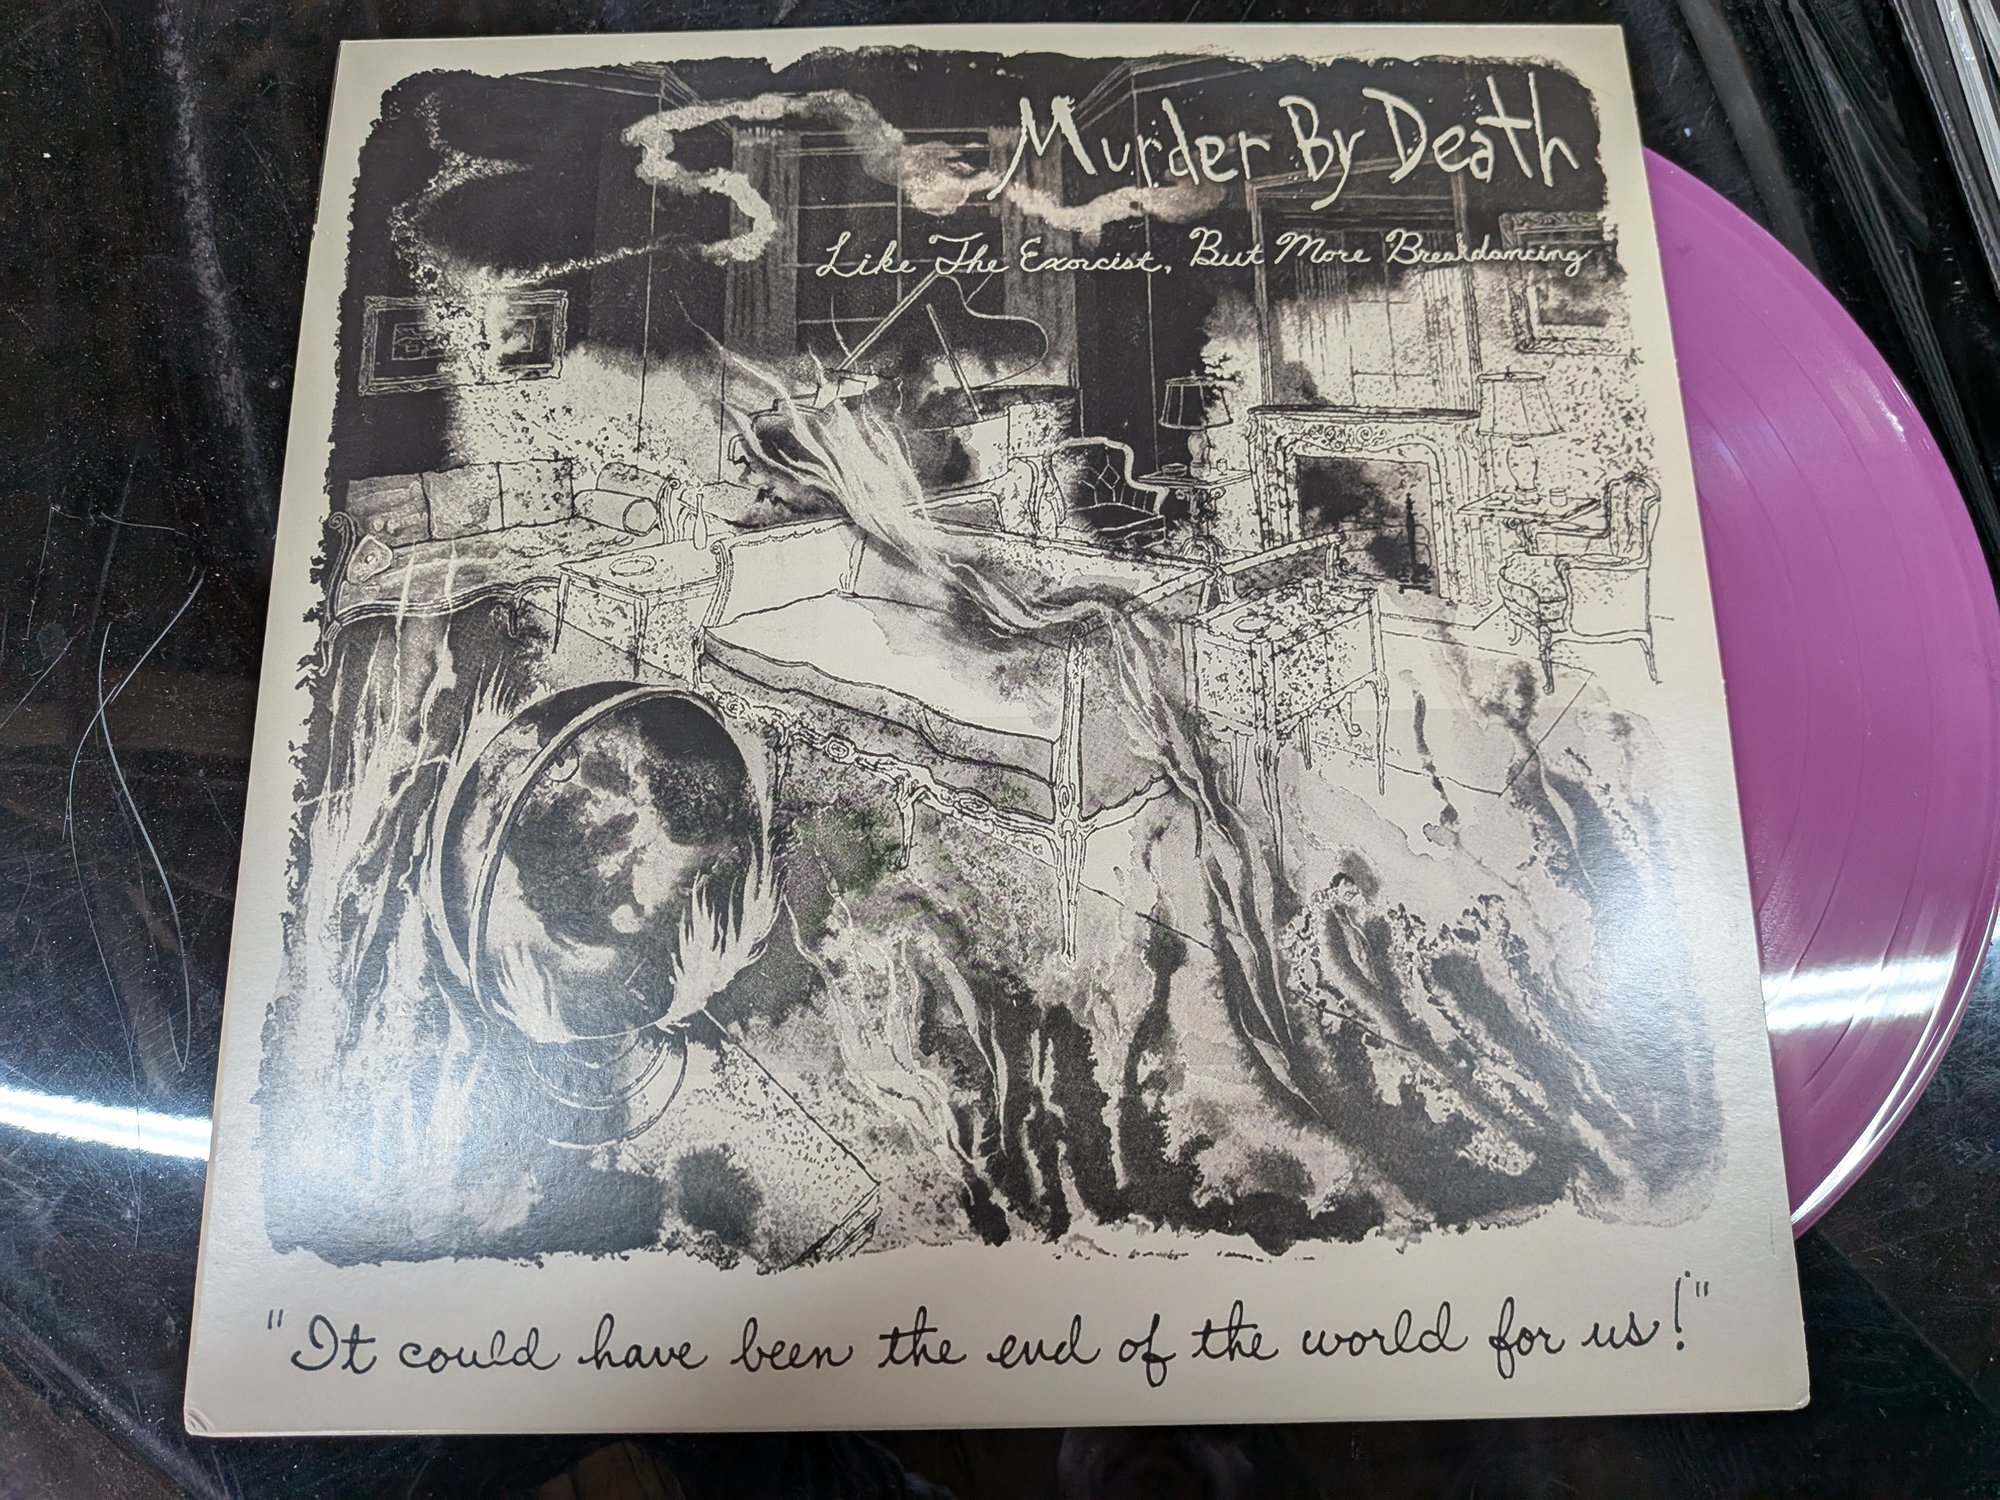 Murder By Death
Like The Exorcist, But More Breakdancing
"It could have been the end of the world for us!"